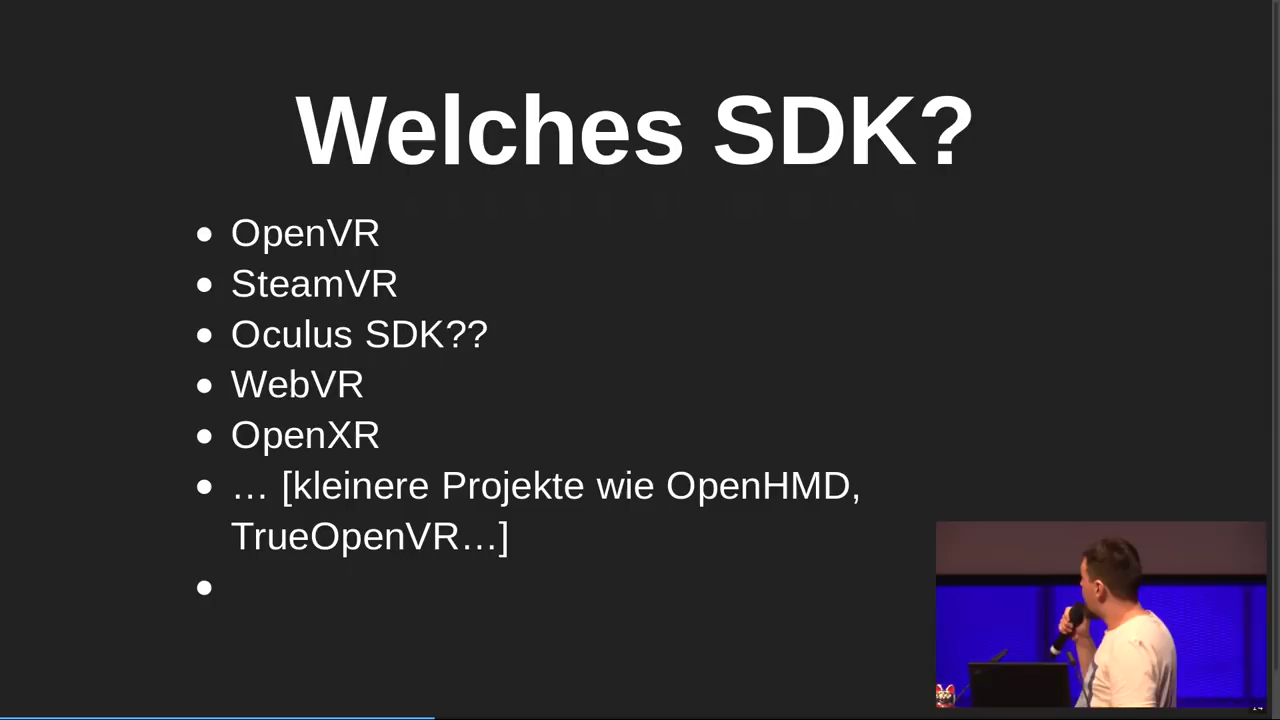 Welches SDK?
OpenVR
SteamVR
Oculus SDK??
WebVR
OpenXR
… [kleinere Projekte wie OpenHMD,
TrueOpenVR…]